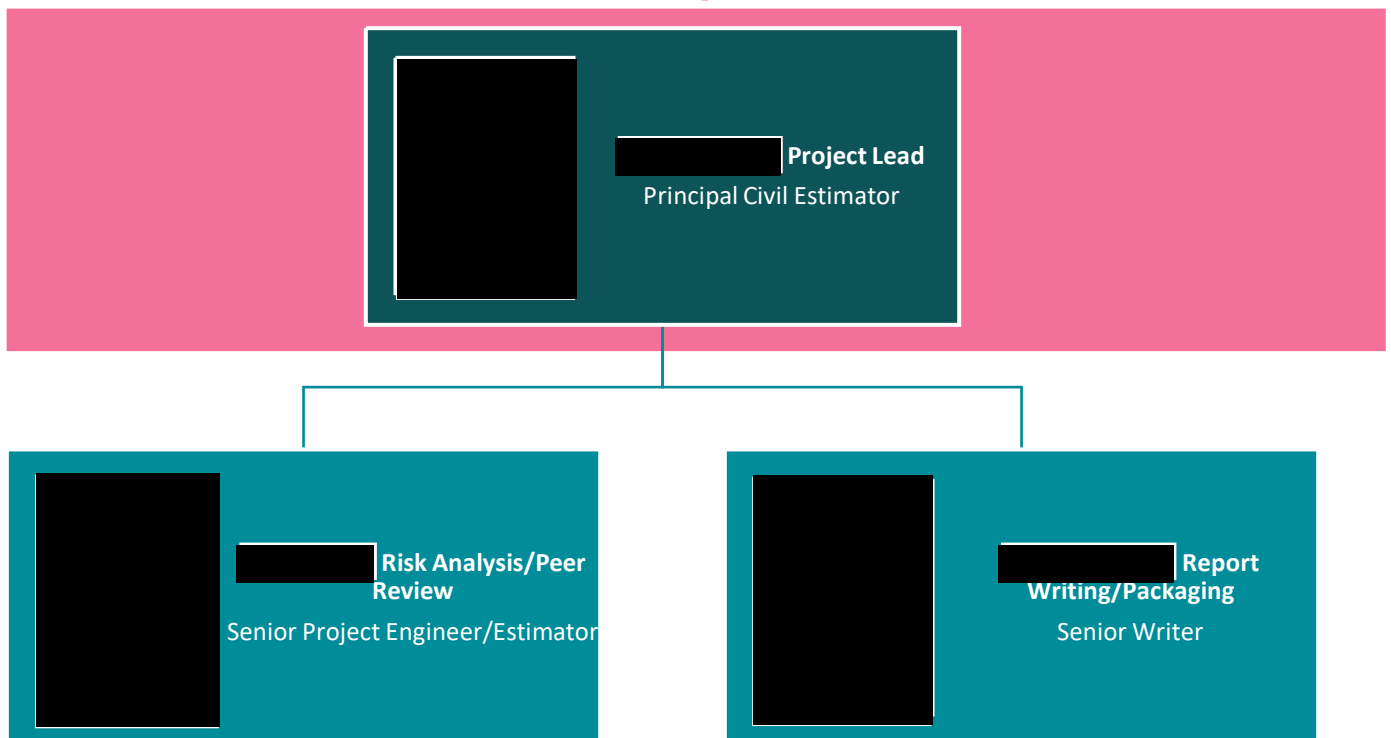 Project Lead
Principal Civil Estimator
Risk Analysis/Peer
Review
Senior Project Engineer/Estimator
Report
Writing/Packaging
Senior Writer